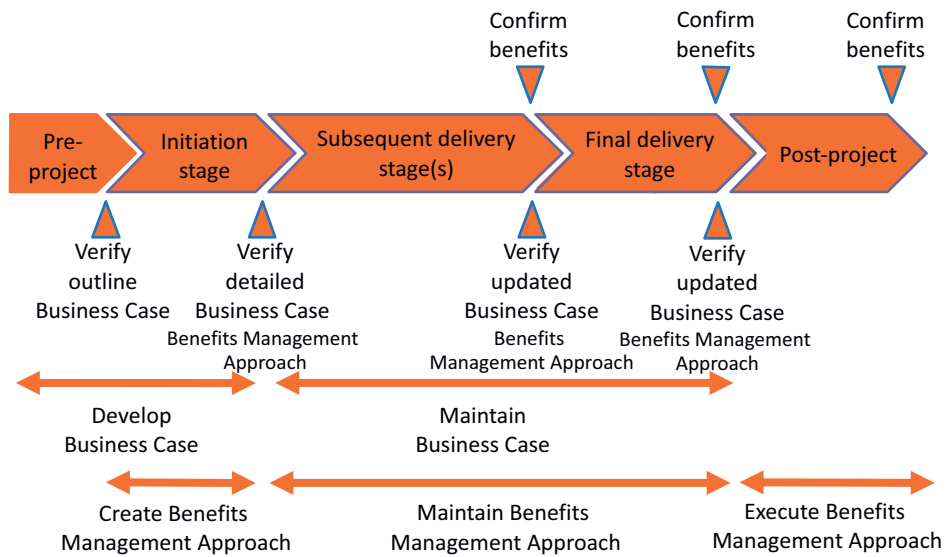 Confirm
benefits
Confirm
benefits
Confirm
benefits
Pre-
project
Initiation
stage
Subsequent delivery
stage(s)
Final delivery
stage
Post-project
Verify
outline
Business Case
Verify
detailed
Business Case
Benefits Management
Approach
Verify
updated
Business Case
Benefits
Management Approach
Verify
updated
Business Case
Benefits Management
Approach
Develop
Business Case
Maintain
Business Case
Create Benefits
Management Approach
Maintain Benefits
Management Approach
Execute Benefits
Management Approach